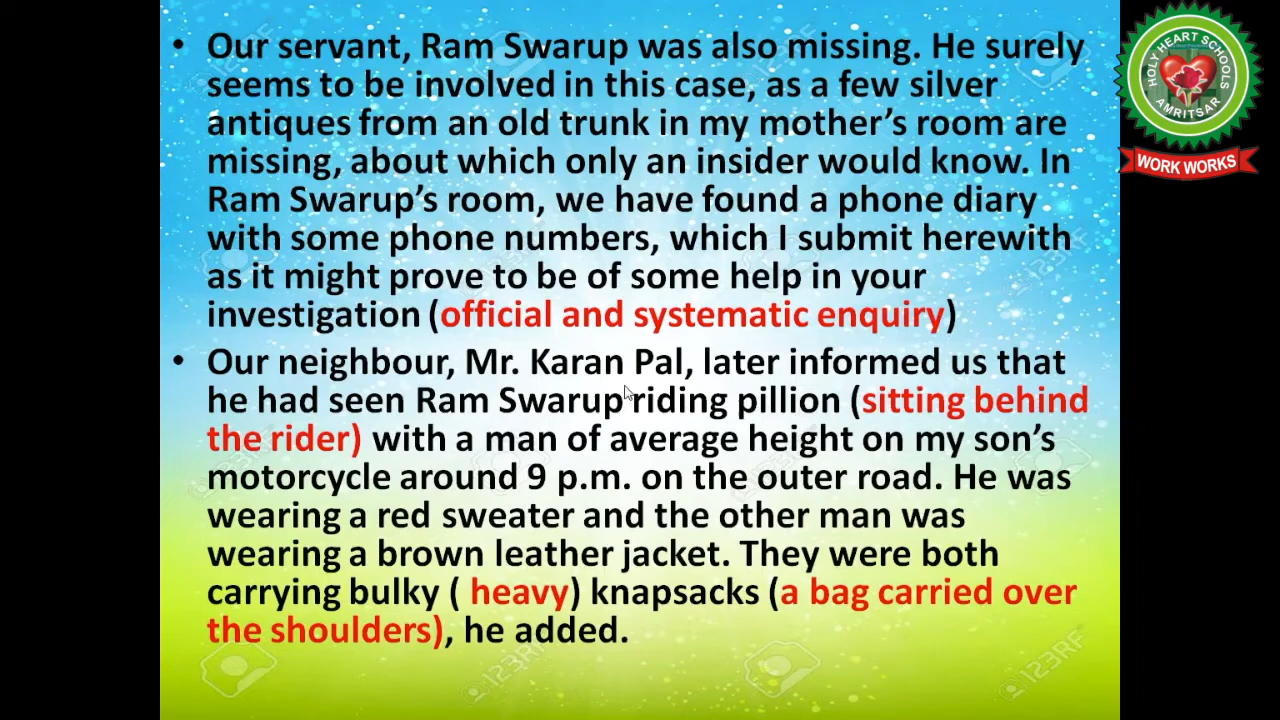 • Our servant, Ram Swarup was also missing. He surely
seems to be involved in this case, as a few silver
antiques from an old trunk in my mother’s room are
missing, about which only an insider would know. In
Ram Swarup’s room, we have found a phone diary
with some phone numbers, which I submit herewith
as it might prove to be of some help in your
investigation (official and systematic enquiry)
• Our neighbour, Mr. Karan Pal, later informed us that
he had seen Ram Swarup riding pillion (sitting behind
the rider) with a man of average height on my son’s
motorcycle around 9 p.m. on the outer road. He was
wearing a red sweater and the other man was
wearing a brown leather jacket. They were both
carrying bulky ( heavy) knapsacks (a bag carried over
the shoulders), he added.
HOLY HEART SCHOOLS
AMRITSAR
WORK WORKS
123RF
123RF
123RF